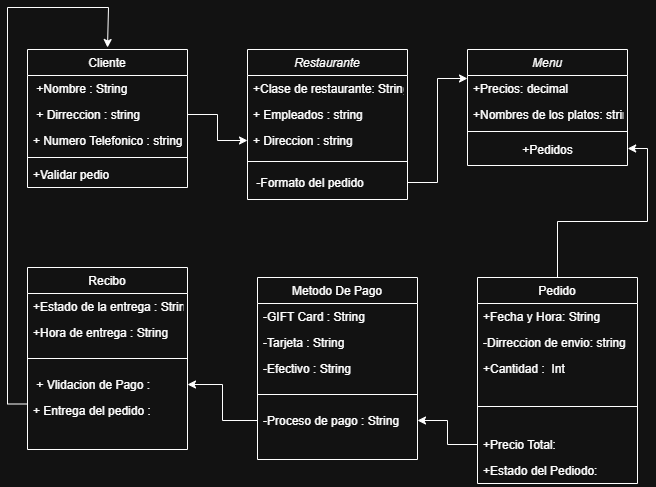 Cliente
+Nombre : String
+ Dirreccion : string
+ Numero Telefonico : string
+Validar pedio
Restaurante
+Clase de restaurante: Strin
+ Empleados : string
+ Direccion : string
-Formato del pedido
Menu
+Precios: decimal
+Nombres de los platos: strin
+Pedidos
Recibo
+Estado de la entrega : Strin
+Hora de entrega : String
+ Vlidacion de Pago :
+ Entrega del pedido :
Metodo De Pago
-GIFT Card : String
-Tarjeta : String
-Efectivo : String
-Proceso de pago : String
Pedido
+Fecha y Hora: String
-Dirreccion de envio: string
+Cantidad : Int
+Precio Total:
+Estado del Pediodo: